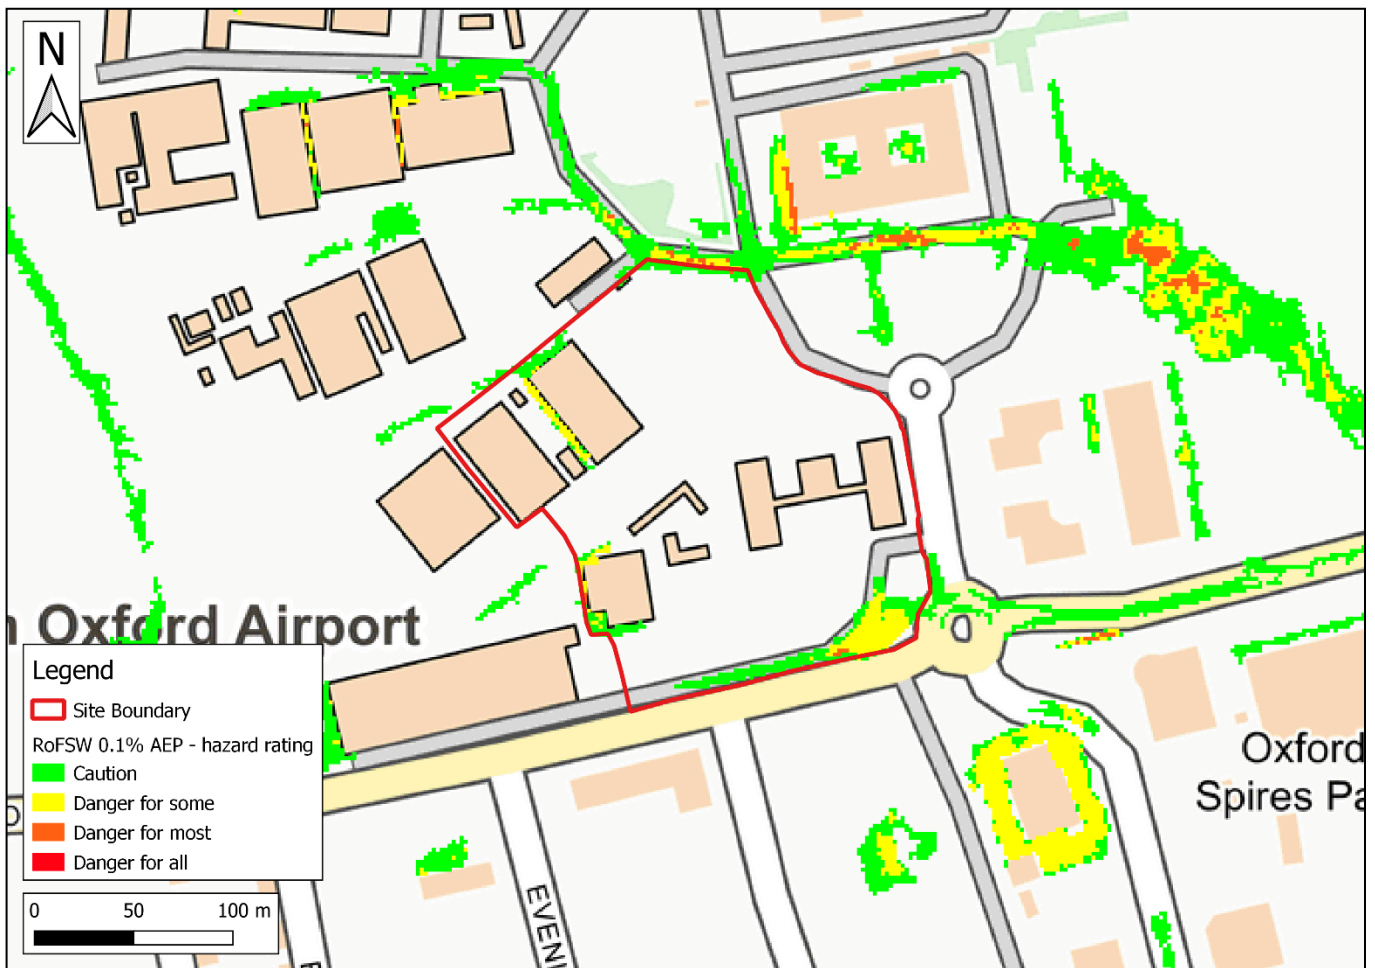 N
n Oxford Airport
Legend
Site Boundary
RoFSW 0.1% AEP - hazard rating
Caution
Danger for some
Danger for most
Danger for all
0 50 100 m
EVENL
Oxford
Spires Pa